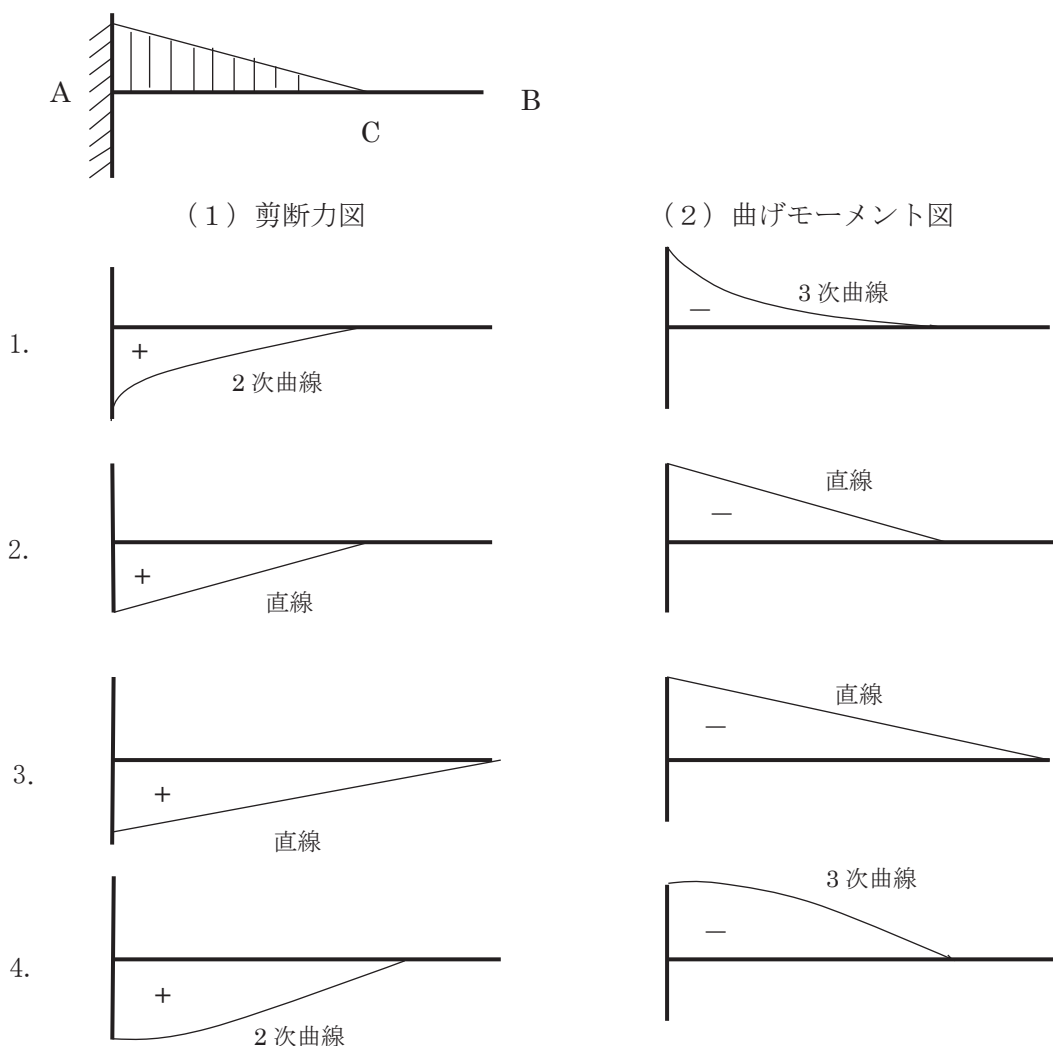 A
B
C
（１）剪断力図
（２）曲げモーメント図
1.
+
2次曲線
－
3次曲線
2.
+
直線
－
直線
3.
+
直線
－
直線
4.
+
2次曲線
－
3次曲線